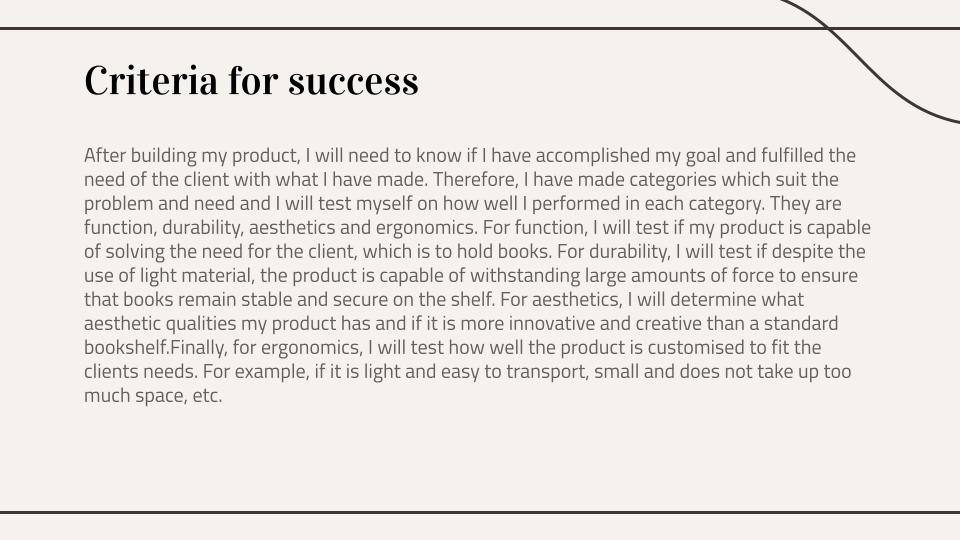 Criteria for success
After building my product, I will need to know if I have accomplished my goal and fulfilled the
need of the client with what I have made. Therefore, I have made categories which suit the
problem and need and I will test myself on how well I performed in each category. They are
function, durability, aesthetics and ergonomics. For function, I will test if my product is capable
of solving the need for the client, which is to hold books. For durability, I will test if despite the
use of light material, the product is capable of withstanding large amounts of force to ensure
that books remain stable and secure on the shelf. For aesthetics, I will determine what
aesthetic qualities my product has and if it is more innovative and creative than a standard
bookshelf.Finally, for ergonomics, I will test how well the product is customised to fit the
clients needs. For example, if it is light and easy to transport, small and does not take up too
much space, etc.